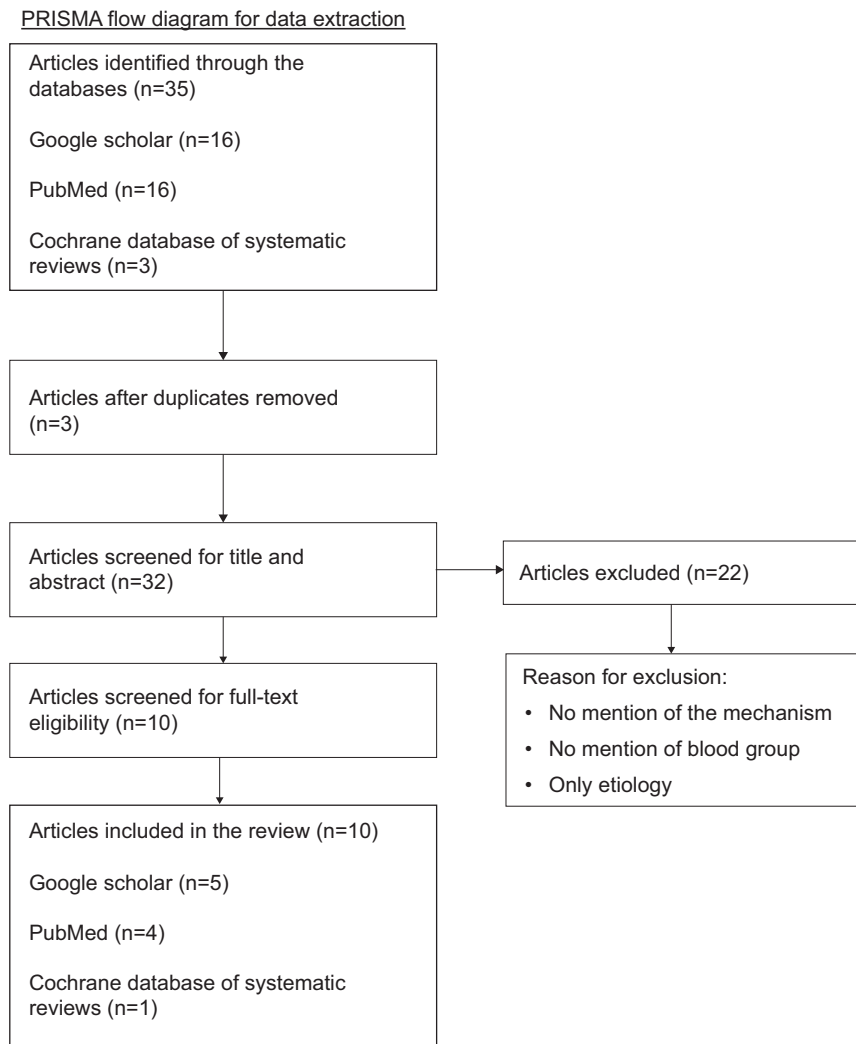 PRISMA flow diagram for data extraction
Articles identified through the
databases (n=35)
Google scholar (n=16)
PubMed (n=16)
Cochrane database of systematic
reviews (n=3)
Articles after duplicates removed
(n=3)
Articles screened for title and
abstract (n=32)
Articles excluded (n=22)
Reason for exclusion:
• No mention of the mechanism
• No mention of blood group
• Only etiology
Articles screened for full-text
eligibility (n=10)
Articles included in the review (n=10)
Google scholar (n=5)
PubMed (n=4)
Cochrane database of systematic
reviews (n=1)